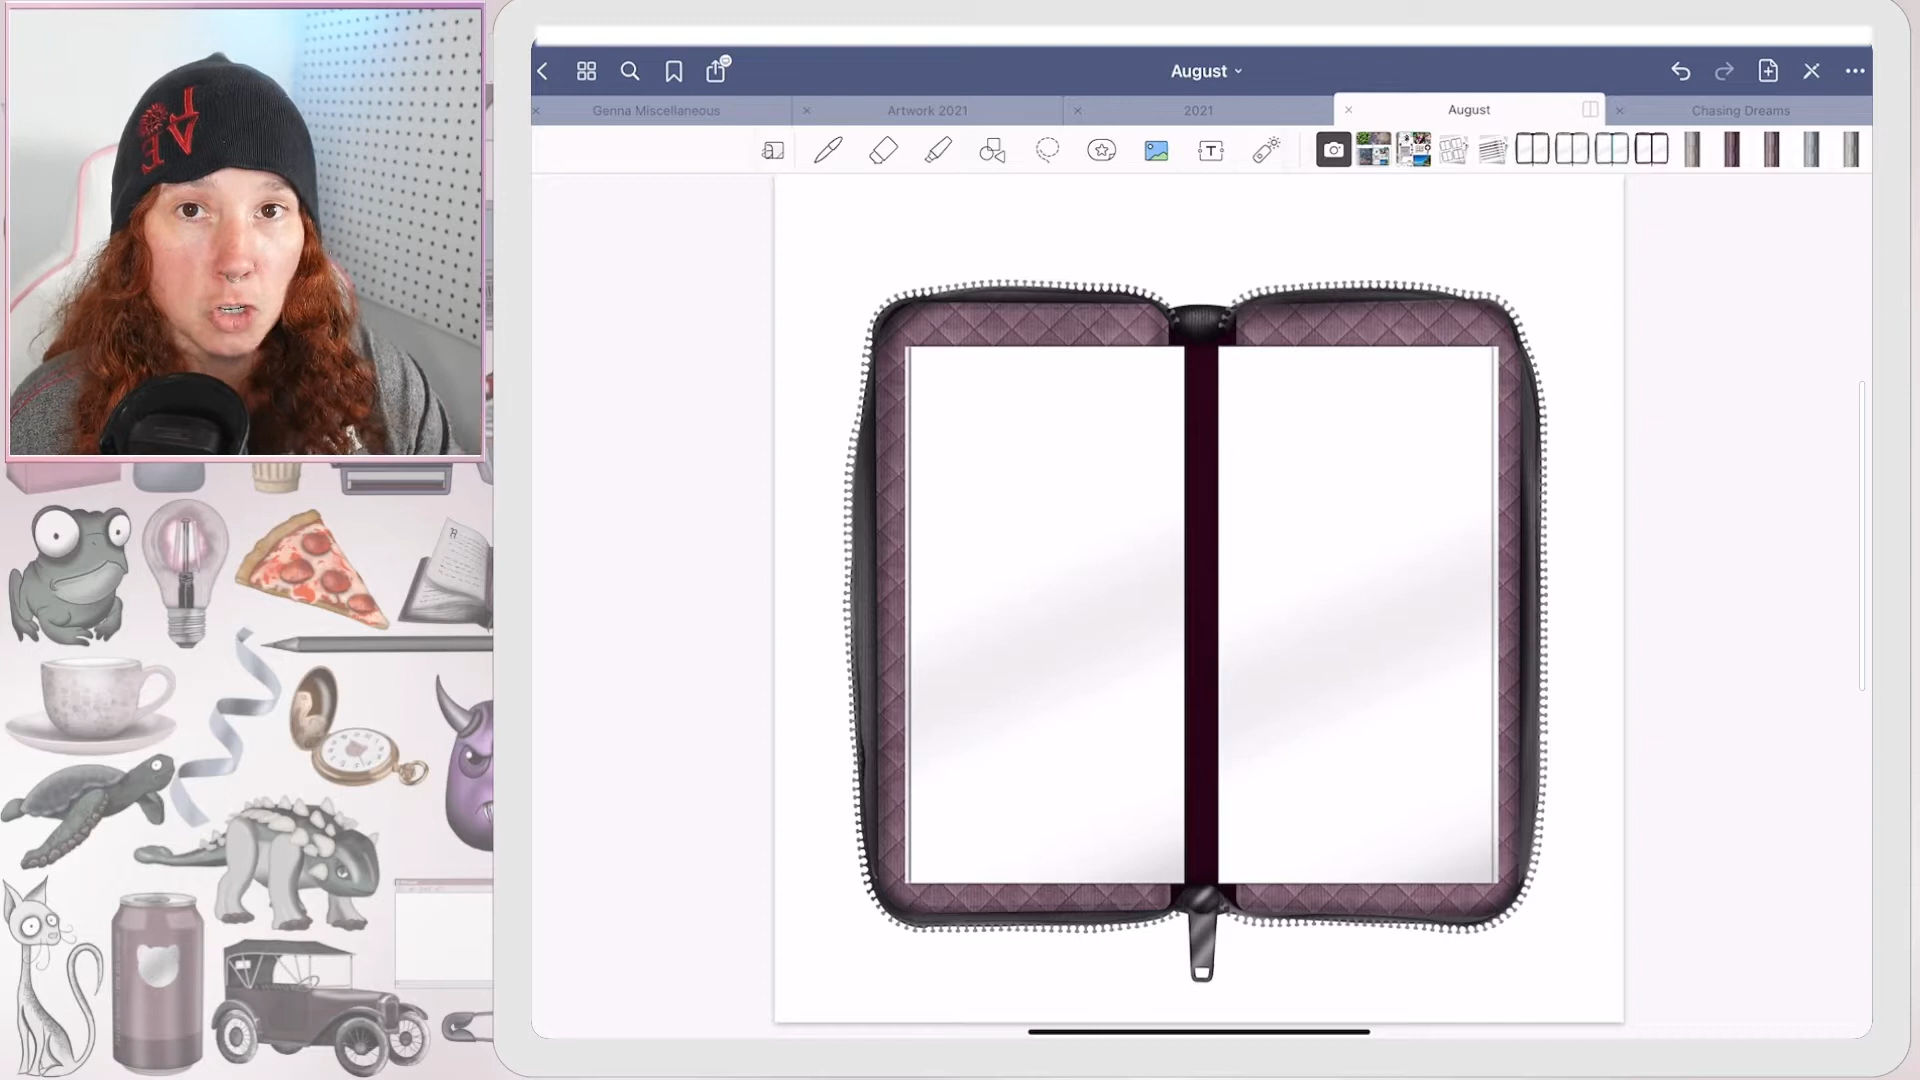 August
Genna Miscellaneous
Artwork 2021
2021
August
Chasing Dreams
T